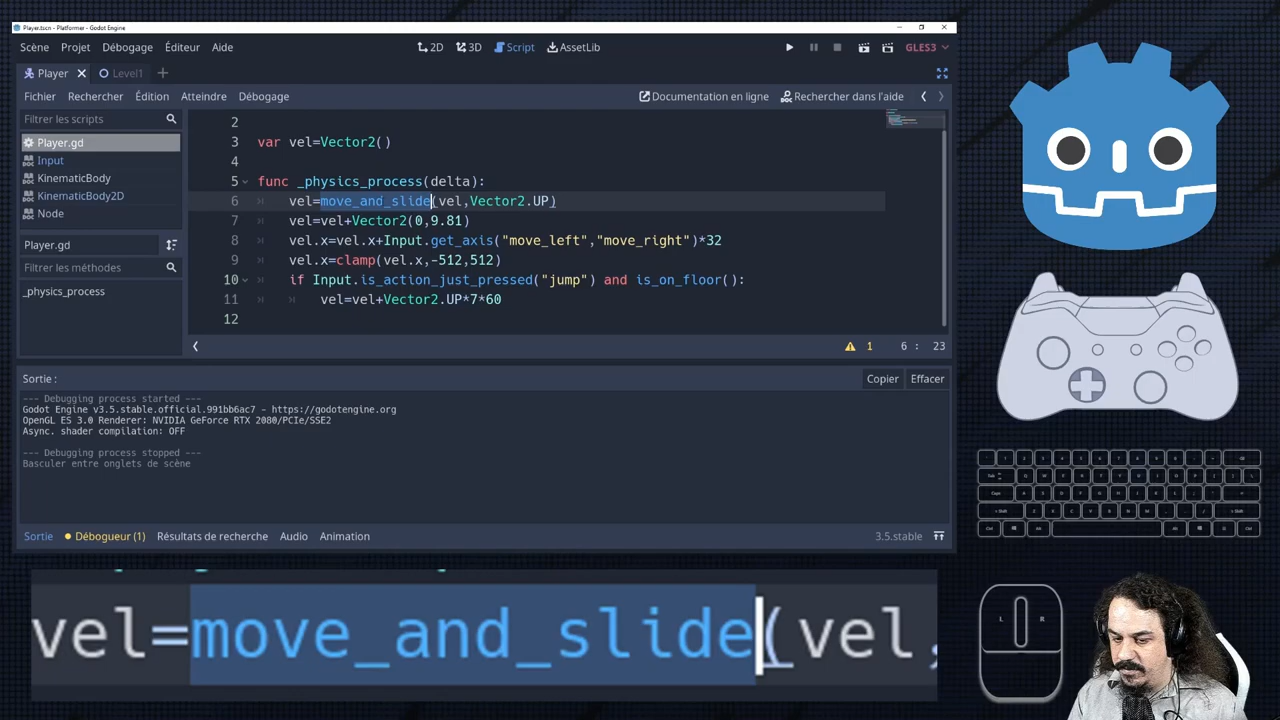 Player.tscn - Platformer - Godot Engine
Scène Projet Débogage Éditeur Aide 2D 3D Script AssetLib GLES3
Player Level1
Fichier Rechercher Édition Atteindre Débogage Documentation en ligne Rechercher dans l'aide
Filtrer les scripts
Player.gd
Input
KinematicBody
KinematicBody2D
Node
Player.gd
Filtrer les méthodes
_physics_process
2
3 var vel=Vector2()
4
5 func _physics_process(delta):
6 vel=move_and_slide(vel,Vector2.UP)
7 vel=vel+Vector2(0,9.81)
8 vel.x=vel.x+Input.get_axis("move_left","move_right")*32
9 vel.x=clamp(vel.x,-512,512)
10 if Input.is_action_just_pressed("jump") and is_on_floor():
11 vel=vel+Vector2.UP*7*60
12
1 6 : 23
Sortie : Copier Effacer
--- Debugging process started ---
Godot Engine v3.5.stable.official.991bb6ac7 - https://godotengine.org
OpenGL ES 3.0 Renderer: NVIDIA GeForce RTX 2080/PCIe/SSE2
Async. shader compilation: OFF
--- Debugging process stopped ---
Basculer entre onglets de scène
Sortie Débogueur (1) Résultats de recherche Audio Animation 3.5.stable
vel=move_and_slide(vel,
L R